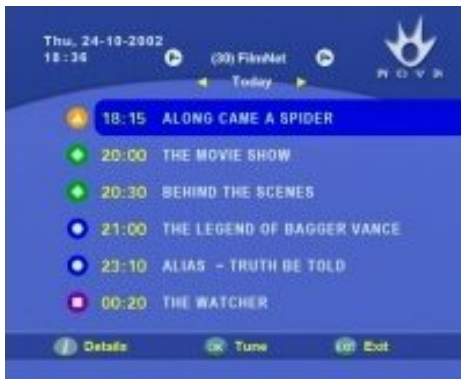 Thu, 24-10-2002
18:36
(30) FilmNet
Today
NOVA
18:15 ALONG CAME A SPIDER
20:00 THE MOVIE SHOW
20:30 BEHIND THE SCENES
21:00 THE LEGEND OF BAGGER VANCE
23:10 ALIAS - TRUTH BE TOLD
00:20 THE WATCHER
i Details OK Tune EXIT Exit